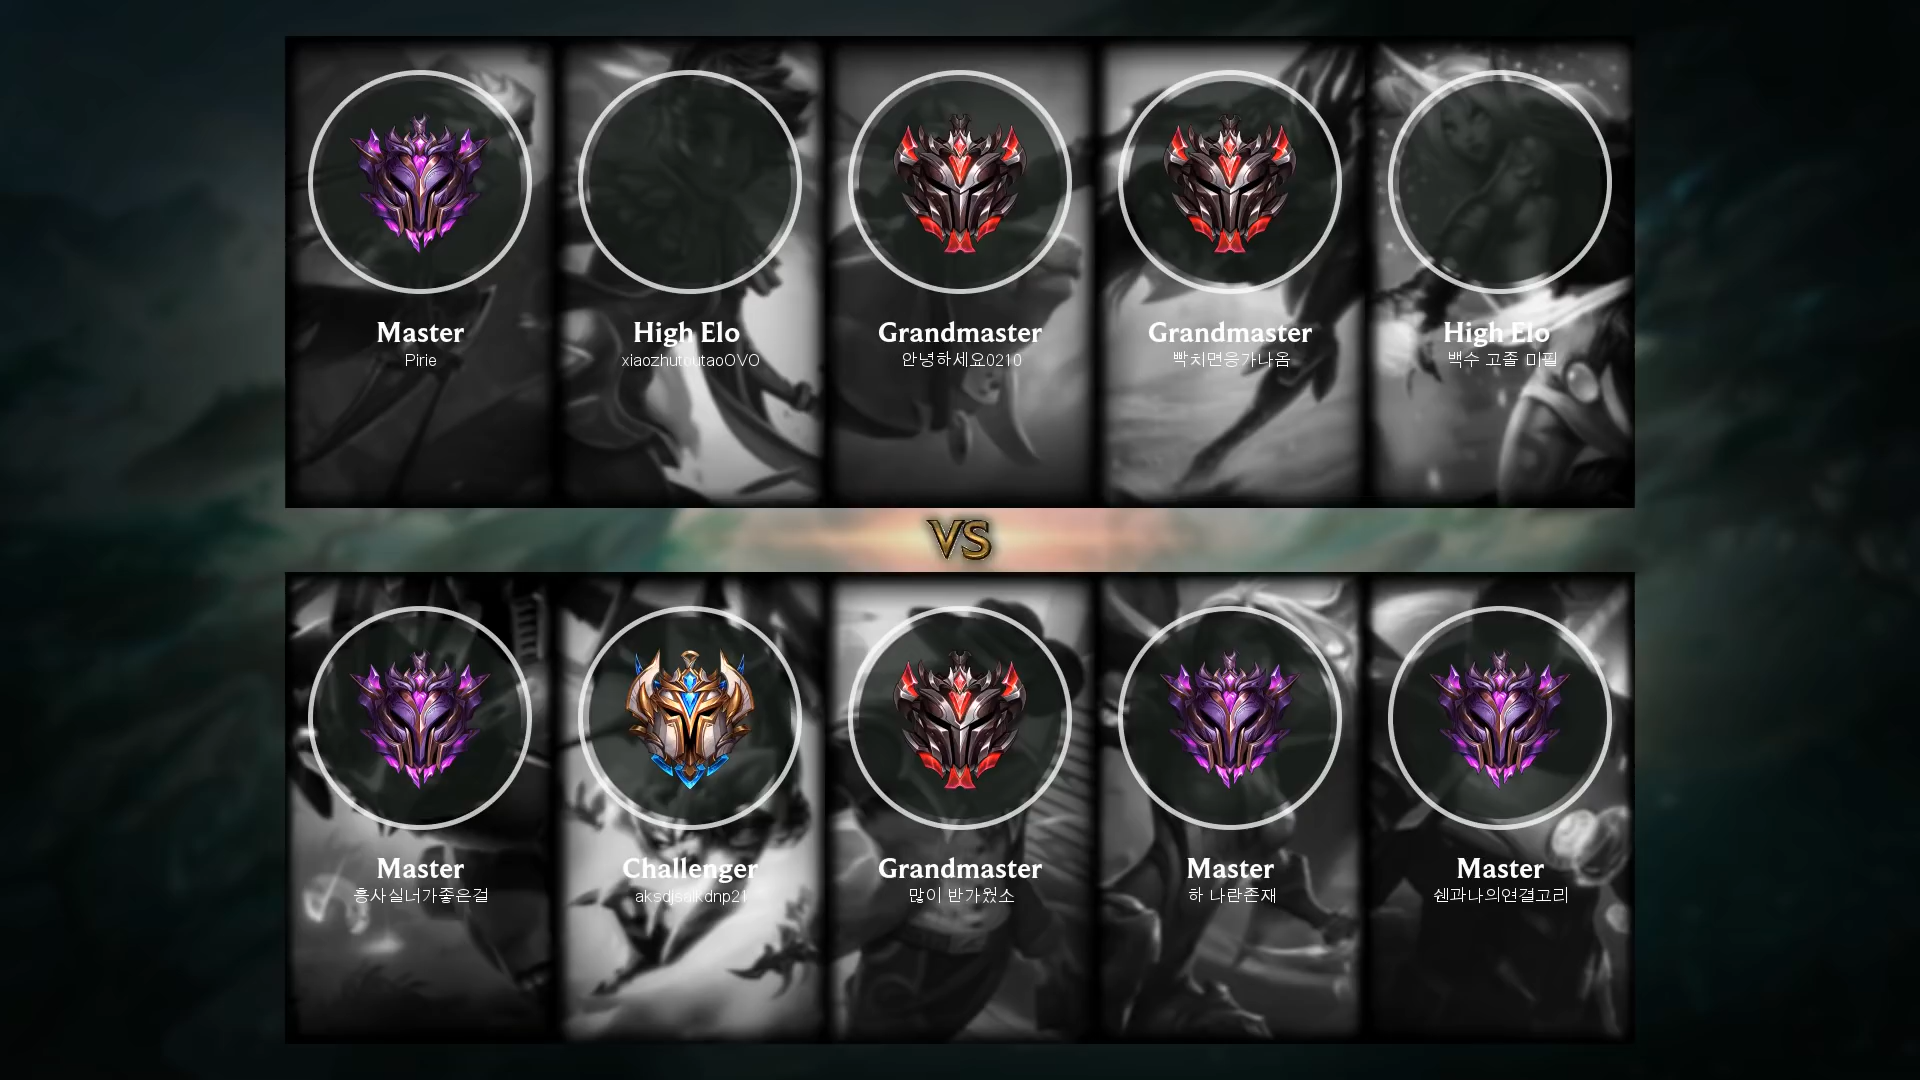 Master
Pirie
High Elo
xiaozhutoutaoOVO
Grandmaster
안녕하세요0210
Grandmaster
빡치면응가나옴
High Elo
백수 고졸 미필
VS
Master
흥사실너가좋은걸
Challenger
aksdjsalkdnp21
Grandmaster
많이 반가웠소
Master
하 나란존재
Master
쉔과나의연결고리